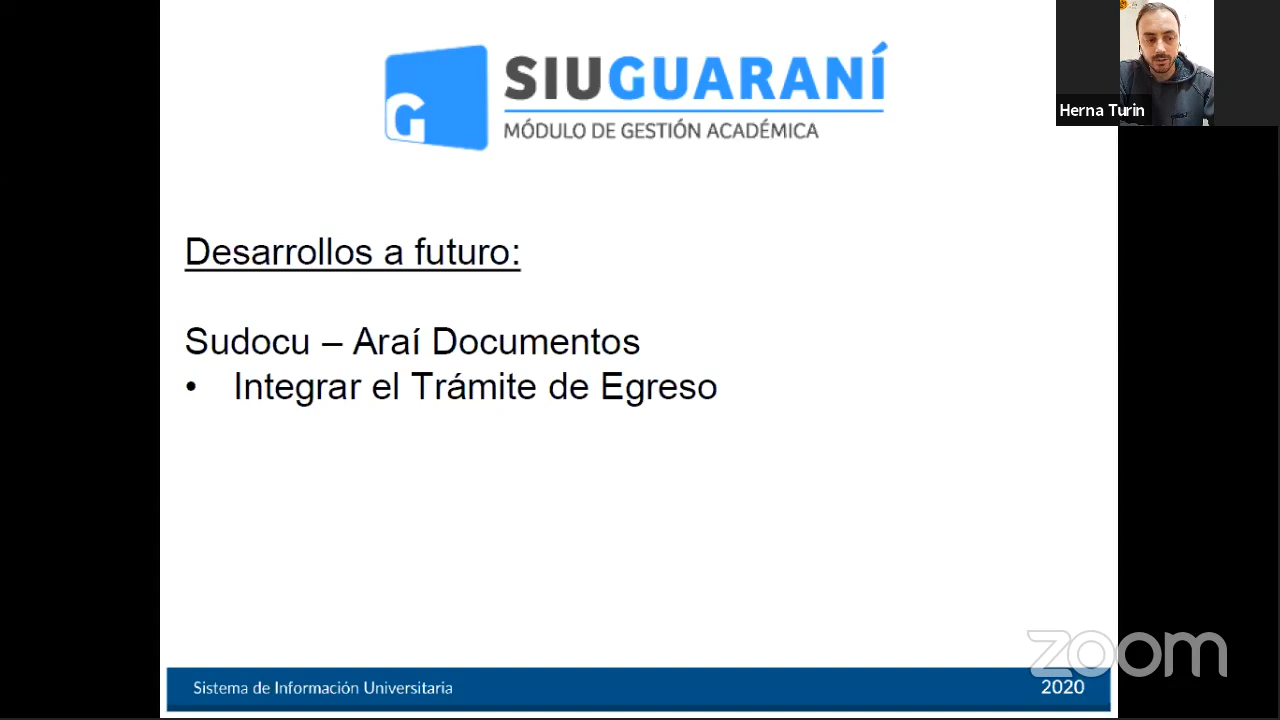 SIUGUARANÍ
G
MÓDULO DE GESTIÓN ACADÉMICA
Herna Turin
Desarrollos a futuro:
Sudocu – Araí Documentos
• Integrar el Trámite de Egreso
zoom
Sistema de Información Universitaria
2020